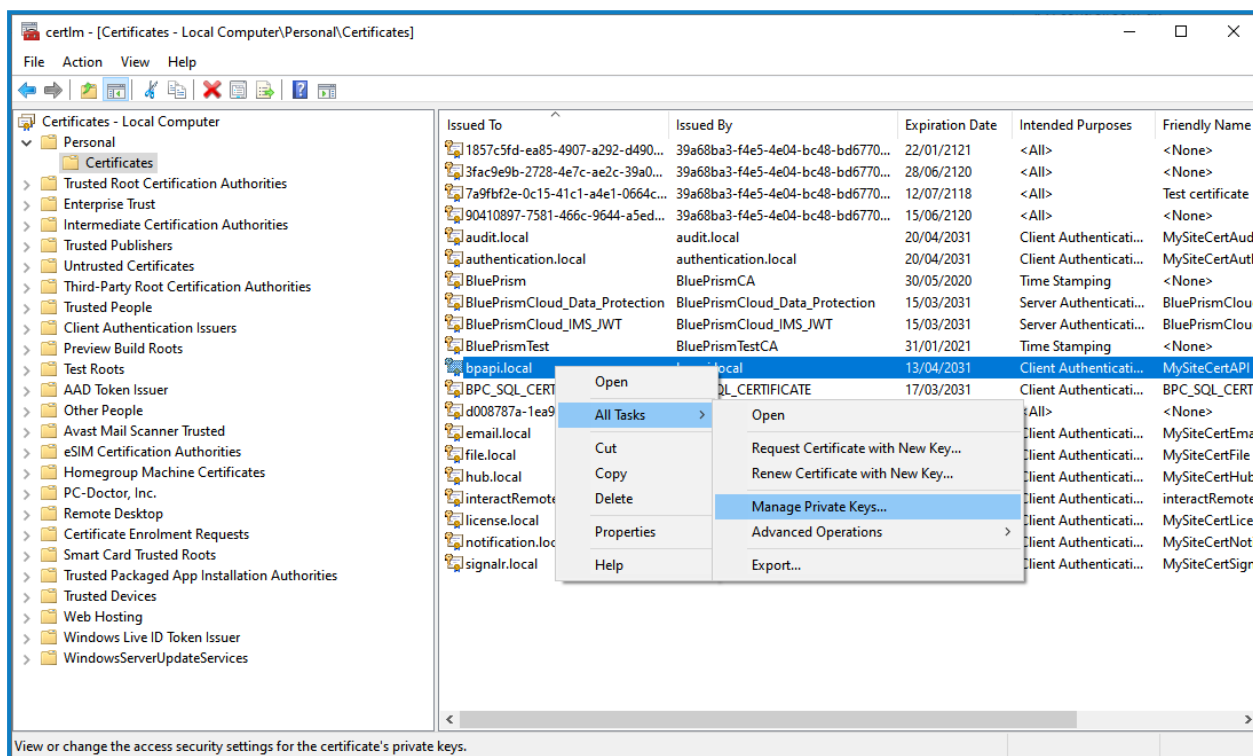 certlm - [Certificates - Local Computer\Personal\Certificates]
File Action View Help
Certificates - Local Computer
Personal
Certificates
Trusted Root Certification Authorities
Enterprise Trust
Intermediate Certification Authorities
Trusted Publishers
Untrusted Certificates
Third-Party Root Certification Authorities
Trusted People
Client Authentication Issuers
Preview Build Roots
Test Roots
AAD Token Issuer
Other People
Avast Mail Scanner Trusted
eSIM Certification Authorities
Homegroup Machine Certificates
PC-Doctor, Inc.
Remote Desktop
Certificate Enrolment Requests
Smart Card Trusted Roots
Trusted Packaged App Installation Authorities
Trusted Devices
Web Hosting
Windows Live ID Token Issuer
WindowsServerUpdateServices
Issued To Issued By Expiration Date Intended Purposes Friendly Name
1857c5fd-ea85-4907-a292-d490... 39a68ba3-f4e5-4e04-bc48-bd6770... 22/01/2121 <All> <None>
3fac9e9b-2728-4e7c-ae2c-39a0... 39a68ba3-f4e5-4e04-bc48-bd6770... 28/06/2120 <All> <None>
7a9fbf2e-0c15-41c1-a4e1-0664c... 39a68ba3-f4e5-4e04-bc48-bd6770... 12/07/2118 <All> Test certificate
90410897-7581-466c-9644-a5ed... 39a68ba3-f4e5-4e04-bc48-bd6770... 15/06/2120 <All> <None>
audit.local audit.local 20/04/2031 Client Authenticati... MySiteCertAud
authentication.local authentication.local 20/04/2031 Client Authenticati... MySiteCertAut
BluePrism BluePrismCA 30/05/2020 Time Stamping <None>
BluePrismCloud_Data_Protection BluePrismCloud_Data_Protection 15/03/2031 Server Authenticati... BluePrismClou
BluePrismCloud_IMS_JWT BluePrismCloud_IMS_JWT 15/03/2031 Server Authenticati... BluePrismClou
BluePrismTest BluePrismTestCA 31/01/2021 Time Stamping <None>
bpapi.local local 13/04/2031 Client Authenticati... MySiteCertAPI
BPC_SQL_CERT QL_CERTIFICATE 17/03/2031 Client Authenticati... BPC_SQL_CERT
d008787a-1ea9 <All> <None>
email.local Client Authenticati... MySiteCertEma
file.local Client Authenticati... MySiteCertFile
hub.local Client Authenticati... MySiteCertHub
interactRemote Client Authenticati... interactRemote
license.local Client Authenticati... MySiteCertLice
notification.loc Client Authenticati... MySiteCertNot
signalr.local Client Authenticati... MySiteCertSign
Open
All Tasks
Cut
Copy
Delete
Properties
Help
Open
Request Certificate with New Key...
Renew Certificate with New Key...
Manage Private Keys...
Advanced Operations
Export...
View or change the access security settings for the certificate's private keys.